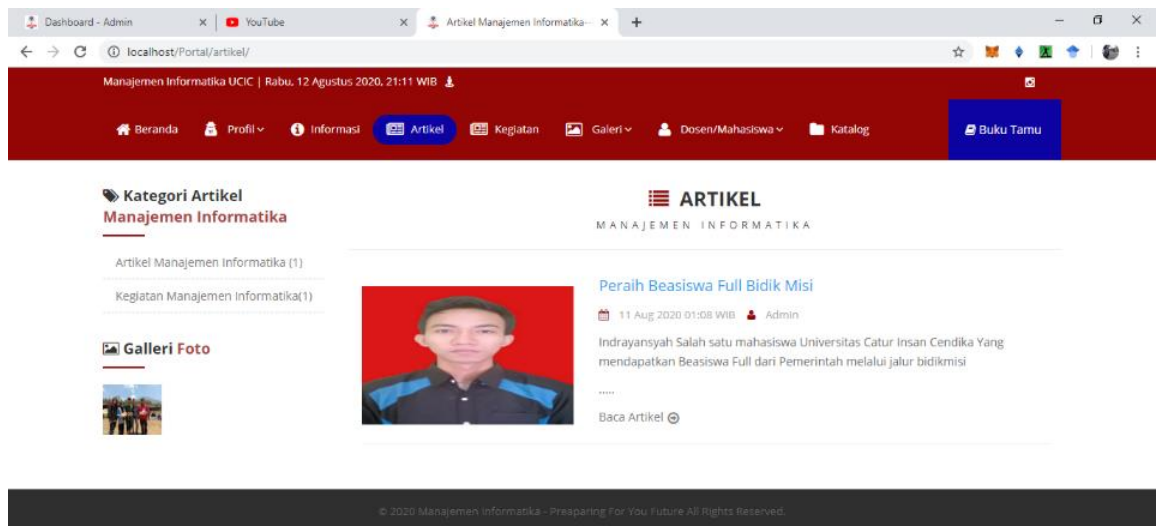 Dashboard - Admin
YouTube
Artikel Manajemen Informatika
localhost/Portal/artikel/
Manajemen Informatika UCIC | Rabu, 12 Agustus 2020, 21:11 WIB
Beranda Profil Informasi Artikel Kegiatan Galeri Dosen/Mahasiswa Katalog Buku Tamu
Kategori Artikel
Manajemen Informatika
Artikel Manajemen Informatika (1)
Kegiatan Manajemen Informatika(1)
Galleri Foto
ARTIKEL
MANAJEMEN INFORMATIKA
Peraih Beasiswa Full Bidik Misi
11 Aug 2020 01:08 WIB Admin
Indrayansyah Salah satu mahasiswa Universitas Catur Insan Cendika Yang
mendapatkan Beasiswa Full dari Pemerintah melalui jalur bidikmisi
.....
Baca Artikel
© 2020 Manajemen Informatika - Preaparing For You Future All Rights Reserved.